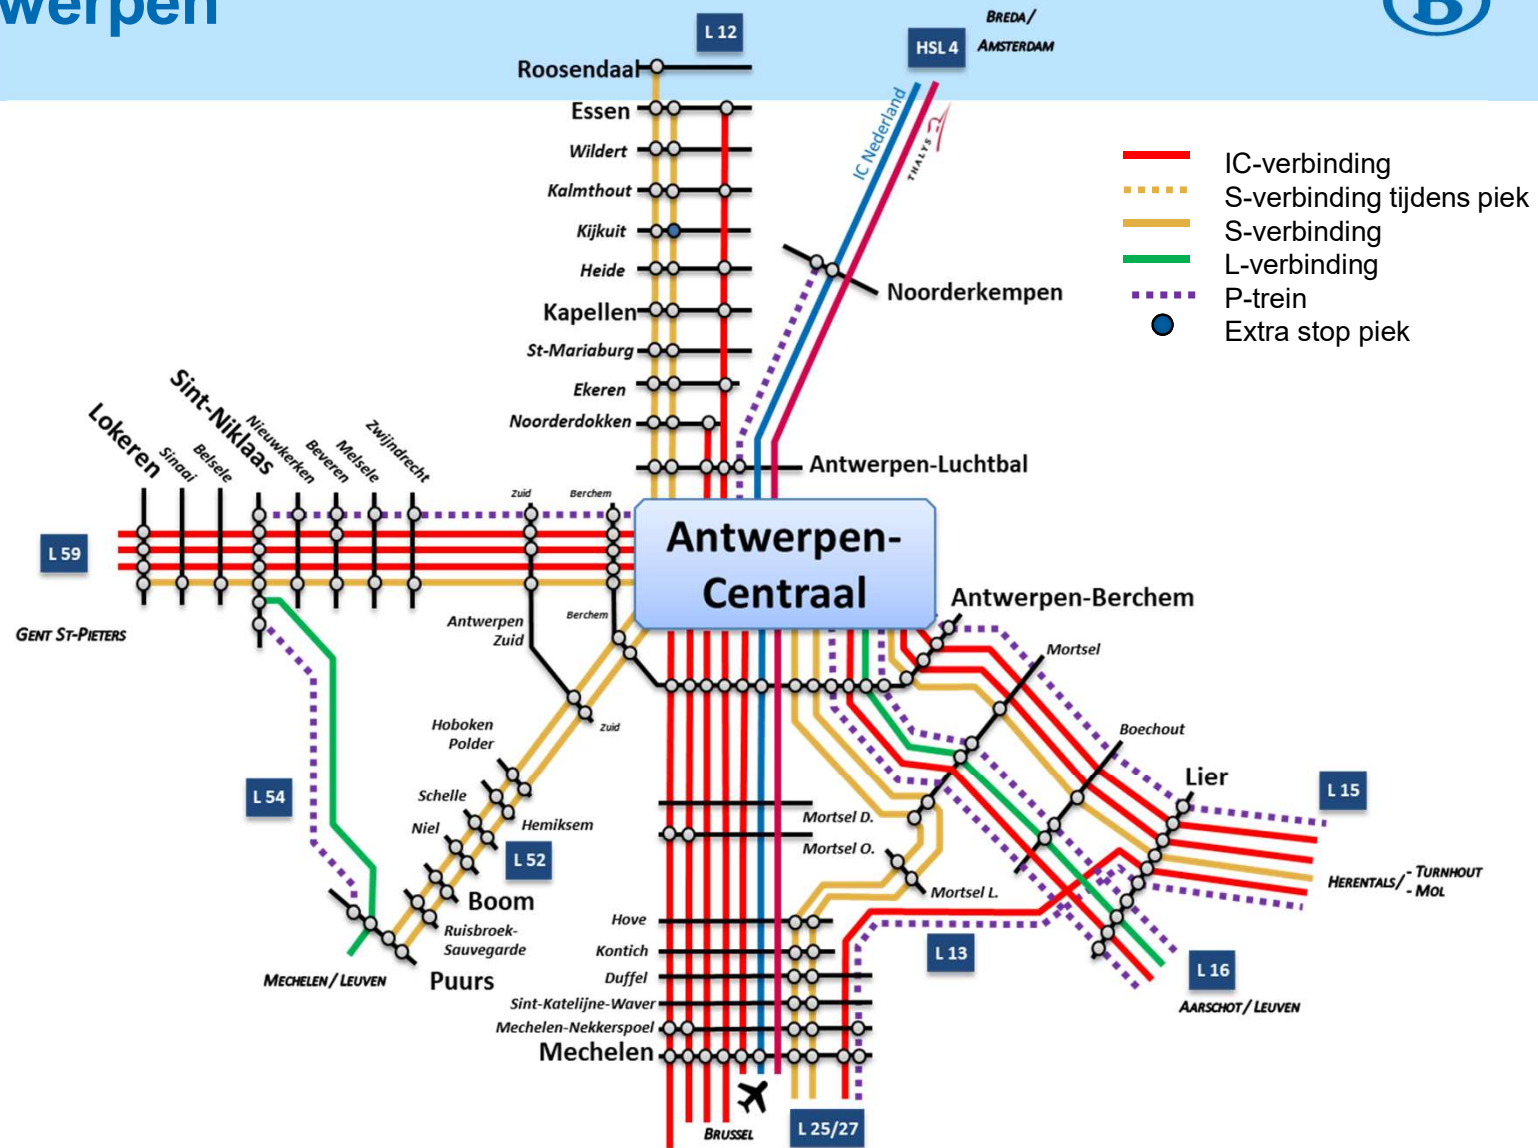 werpen
B
L 12
HSL 4
BREDA/
AMSTERDAM
Roosendaal
Essen
Wildert
Kalmthout
Kijkuit
Heide
Kapellen
St-Mariaburg
Ekeren
Noorderdokken
Antwerpen-Luchtbal
IC Nederland
THALYS
Noorderkempen
IC-verbinding
S-verbinding tijdens piek
S-verbinding
L-verbinding
P-trein
Extra stop piek
Lokeren
Sinaai
Belsele
Sint-Niklaas
Nieuwkerken
Beveren
Melsele
Zwijndrecht
Zuid
Berchem
L 59
GENT ST-PIETERS
Antwerpen-
Centraal
Antwerpen
Zuid
Berchem
Zuid
Antwerpen-Berchem
Mortsel
Boechout
Lier
L 15
HERENTALS/
- TURNHOUT
- MOL
L 16
AARSCHOT/LEUVEN
L 13
Hoboken
Polder
Schelle
Niel
Hemiksem
L 52
L 54
Boom
Ruisbroek-
Sauvegarde
Puurs
MECHELEN/LEUVEN
Mortsel D.
Mortsel O.
Mortsel L.
Hove
Kontich
Duffel
Sint-Katelijne-Waver
Mechelen-Nekkerspoel
Mechelen
BRUSSEL
L 25/27